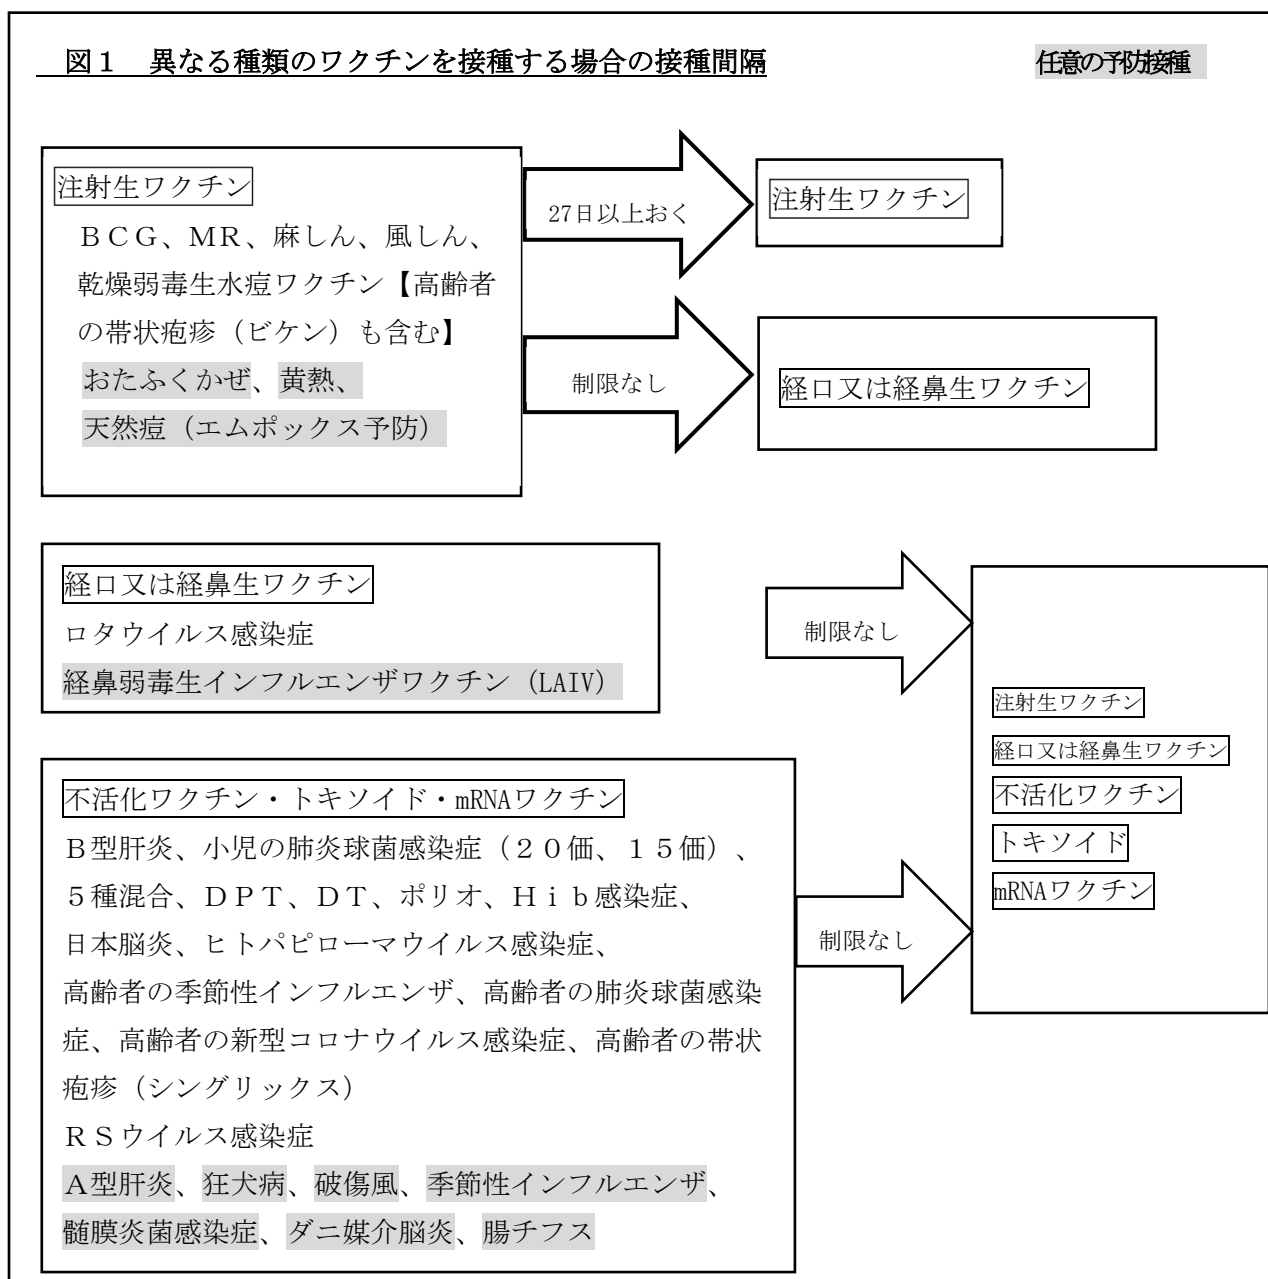 図１　異なる種類のワクチンを接種する場合の接種間隔
任意の予防接種
注射生ワクチン
ＢＣＧ、ＭＲ、麻しん、風しん、
乾燥弱毒生水痘ワクチン【高齢者
の帯状疱疹（ビケン）も含む】
おたふくかぜ、黄熱、
天然痘（エムポックス予防）
27日以上おく
注射生ワクチン
制限なし
経口又は経鼻生ワクチン
経口又は経鼻生ワクチン
ロタウイルス感染症
経鼻弱毒生インフルエンザワクチン（LAIV）
制限なし
不活化ワクチン・トキソイド・mRNAワクチン
Ｂ型肝炎、小児の肺炎球菌感染症（２０価、１５価）、
５種混合、ＤＰＴ、ＤＴ、ポリオ、Ｈｉｂ感染症、
日本脳炎、ヒトパピローマウイルス感染症、
高齢者の季節性インフルエンザ、高齢者の肺炎球菌感染
症、高齢者の新型コロナウイルス感染症、高齢者の帯状
疱疹（シングリックス）
ＲＳウイルス感染症
Ａ型肝炎、狂犬病、破傷風、季節性インフルエンザ、
髄膜炎菌感染症、ダニ媒介脳炎、腸チフス
制限なし
注射生ワクチン
経口又は経鼻生ワクチン
不活化ワクチン
トキソイド
mRNAワクチン